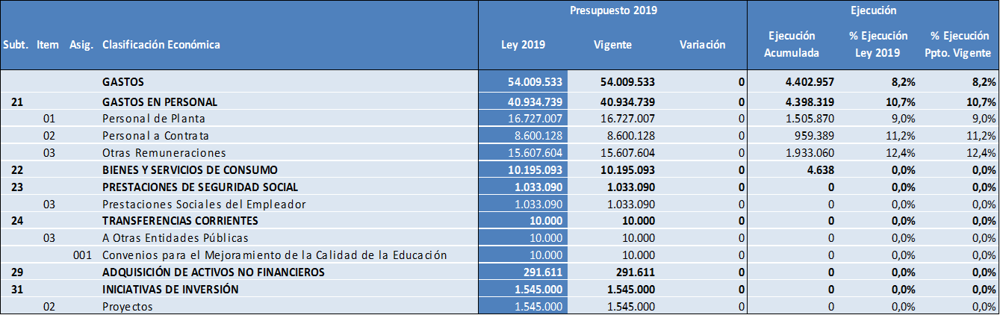 Presupuesto 2019 Ejecución
Subt. Item Asig. Clasificación Económica Ley 2019 Vigente Variación Ejecución Acumulada % Ejecución Ley 2019 % Ejecución Ppto. Vigente
GASTOS 54.009.533 54.009.533 0 4.402.957 8,2% 8,2%
21 GASTOS EN PERSONAL 40.934.739 40.934.739 0 4.398.319 10,7% 10,7%
01 Personal de Planta 16.727.007 16.727.007 0 1.505.870 9,0% 9,0%
02 Personal a Contrata 8.600.128 8.600.128 0 959.389 11,2% 11,2%
03 Otras Remuneraciones 15.607.604 15.607.604 0 1.933.060 12,4% 12,4%
22 BIENES Y SERVICIOS DE CONSUMO 10.195.093 10.195.093 0 4.638 0,0% 0,0%
23 PRESTACIONES DE SEGURIDAD SOCIAL 1.033.090 1.033.090 0 0 0,0% 0,0%
03 Prestaciones Sociales del Empleador 1.033.090 1.033.090 0 0 0,0% 0,0%
24 TRANSFERENCIAS CORRIENTES 10.000 10.000 0 0 0,0% 0,0%
03 A Otras Entidades Públicas 10.000 10.000 0 0 0,0% 0,0%
001 Convenios para el Mejoramiento de la Calidad de la Educación 10.000 10.000 0 0 0,0% 0,0%
29 ADQUISICIÓN DE ACTIVOS NO FINANCIEROS 291.611 291.611 0 0 0,0% 0,0%
31 INICIATIVAS DE INVERSIÓN 1.545.000 1.545.000 0 0 0,0% 0,0%
02 Proyectos 1.545.000 1.545.000 0 0 0,0% 0,0%